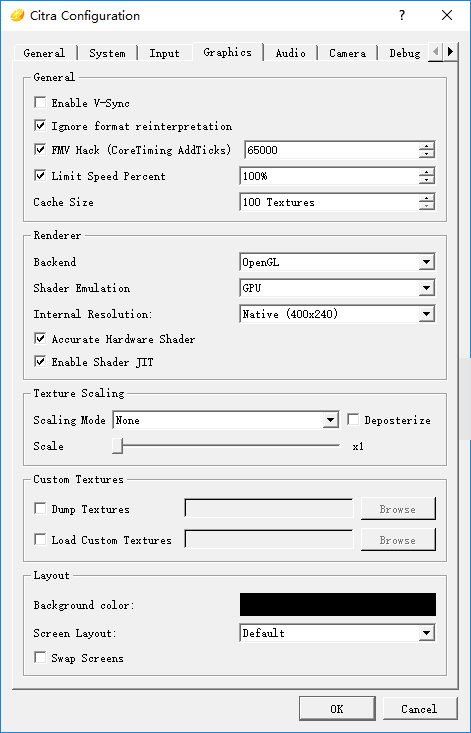 Citra Configuration
General System Input Graphics Audio Camera Debug
General
Enable V-Sync
Ignore format reinterpretation
FMV Hack (CoreTiming AddTicks) 65000
Limit Speed Percent 100%
Cache Size 100 Textures
Renderer
Backend OpenGL
Shader Emulation GPU
Internal Resolution: Native (400x240)
Accurate Hardware Shader
Enable Shader JIT
Texture Scaling
Scaling Mode None Deposterize
Scale x1
Custom Textures
Dump Textures Browse
Load Custom Textures Browse
Layout
Background color:
Screen Layout: Default
Swap Screens
OK Cancel